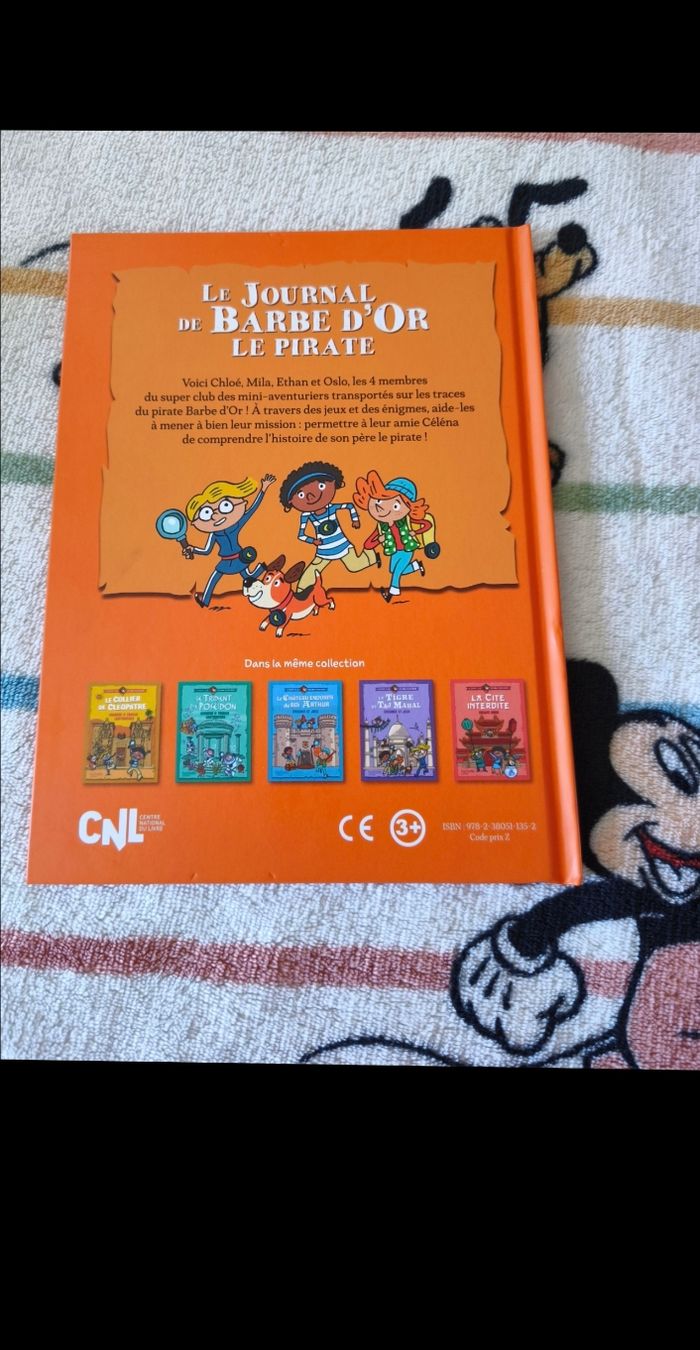 LE JOURNAL
DE BARBE D'OR
LE PIRATE
Voici Chloé, Mila, Ethan et Oslo, les 4 membres
du super club des mini-aventuriers transportés sur les traces
du pirate Barbe d'Or ! À travers des jeux et des énigmes, aide-les
à mener à bien leur mission : permettre à leur amie Céléna
de comprendre l'histoire de son père le pirate !
Dans la même collection
LE COLLIER
DE CLÉOPÂTRE
LE TRIDENT
DE POSÉIDON
LE CHÂTEAU ENDORMI
DU ROI ARTHUR
LE TIGRE
DU TAJ MAHAL
LA CITÉ
INTERDITE
CNL
CENTRE
NATIONAL
DU LIVRE
CE
3+
ISBN : 978-2-38051-135-2
Code prix Z